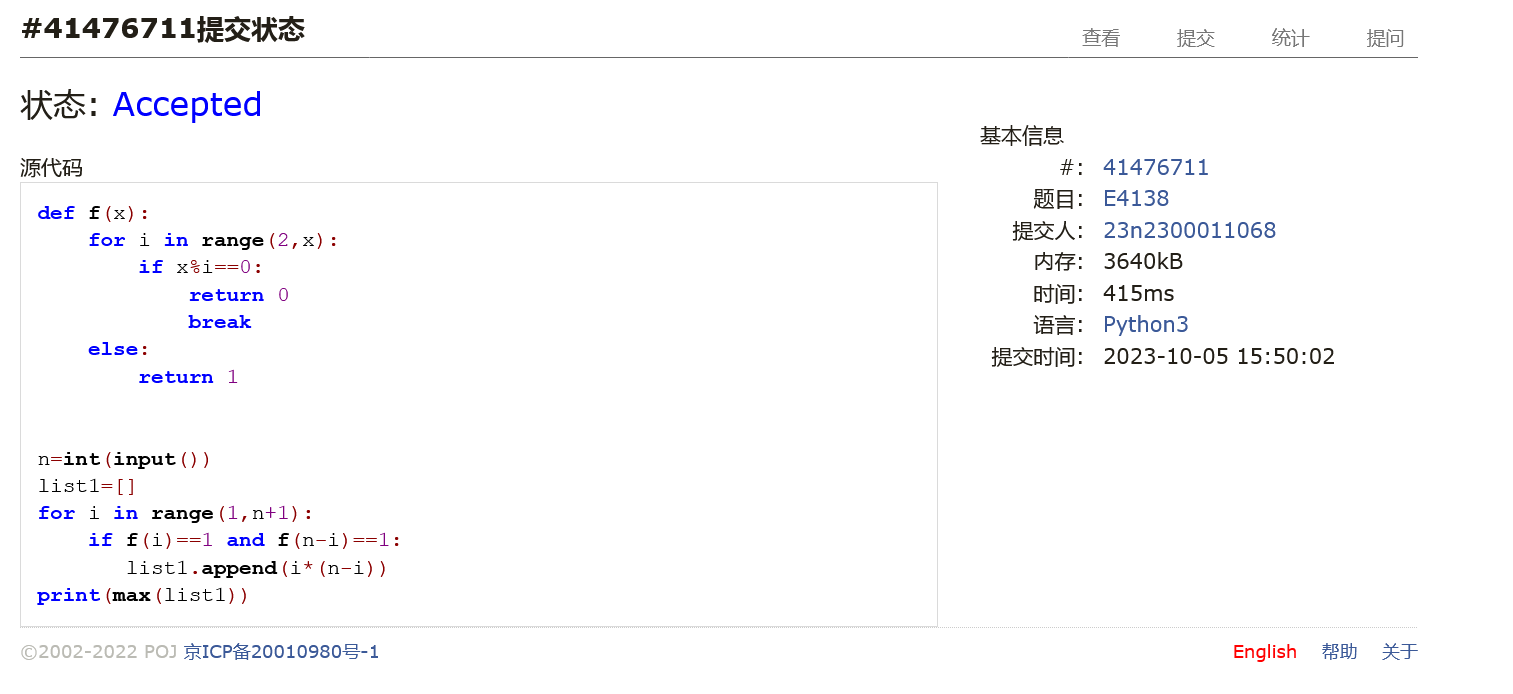 #41476711提交状态
查看 提交 统计 提问
状态: Accepted
源代码
def f(x):
    for i in range(2,x):
        if x%i==0:
            return 0
            break
    else:
        return 1
n=int(input())
list1=[]
for i in range(1,n+1):
    if f(i)==1 and f(n-i)==1:
       list1.append(i*(n-i))
print(max(list1))
基本信息
#: 41476711
题目: E4138
提交人: 23n2300011068
内存: 3640kB
时间: 415ms
语言: Python3
提交时间: 2023-10-05 15:50:02
©2002-2022 POJ 京ICP备20010980号-1
English 帮助 关于